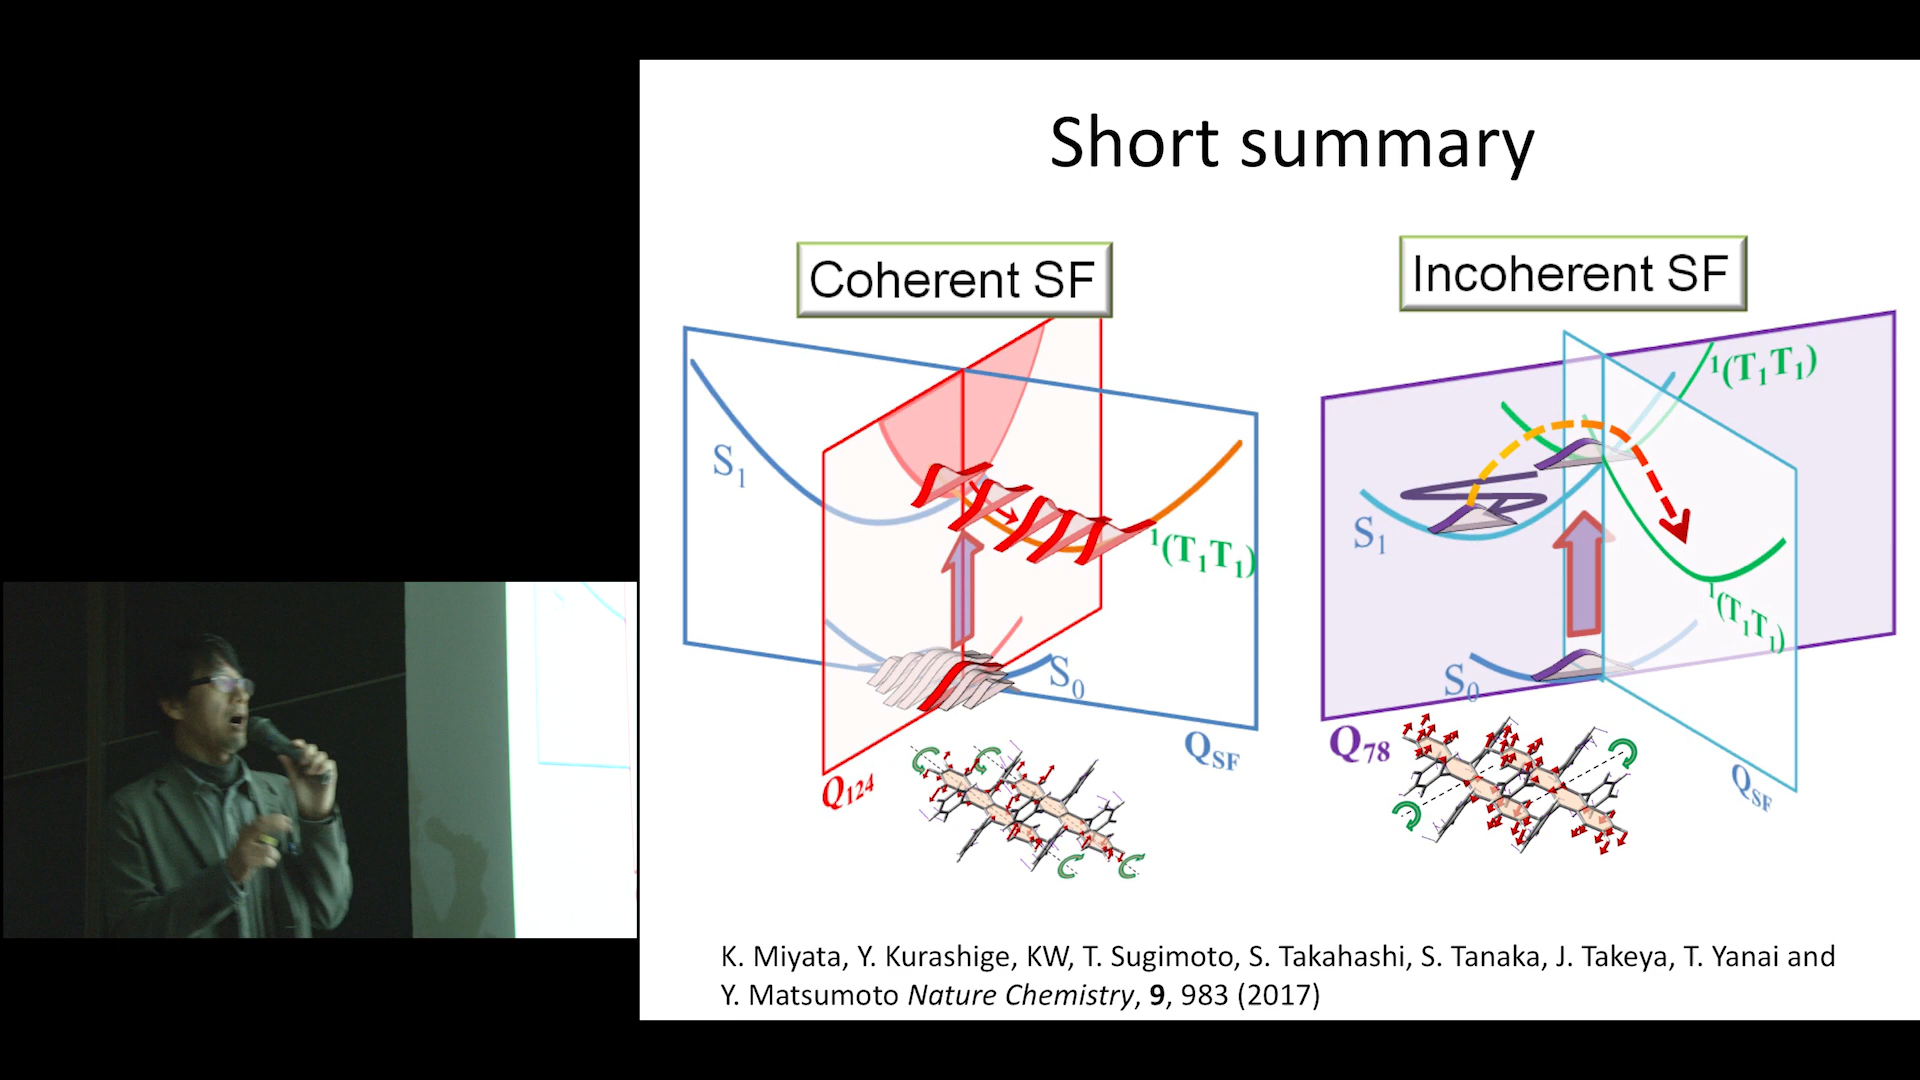 Short summary
Coherent SF
Incoherent SF
S1
¹(T1T1)
S0
QSF
Q124
¹(T1T1)
S1
¹(T1T1)
S0
Q78
QSF
K. Miyata, Y. Kurashige, KW, T. Sugimoto, S. Takahashi, S. Tanaka, J. Takeya, T. Yanai and
Y. Matsumoto Nature Chemistry, 9, 983 (2017)